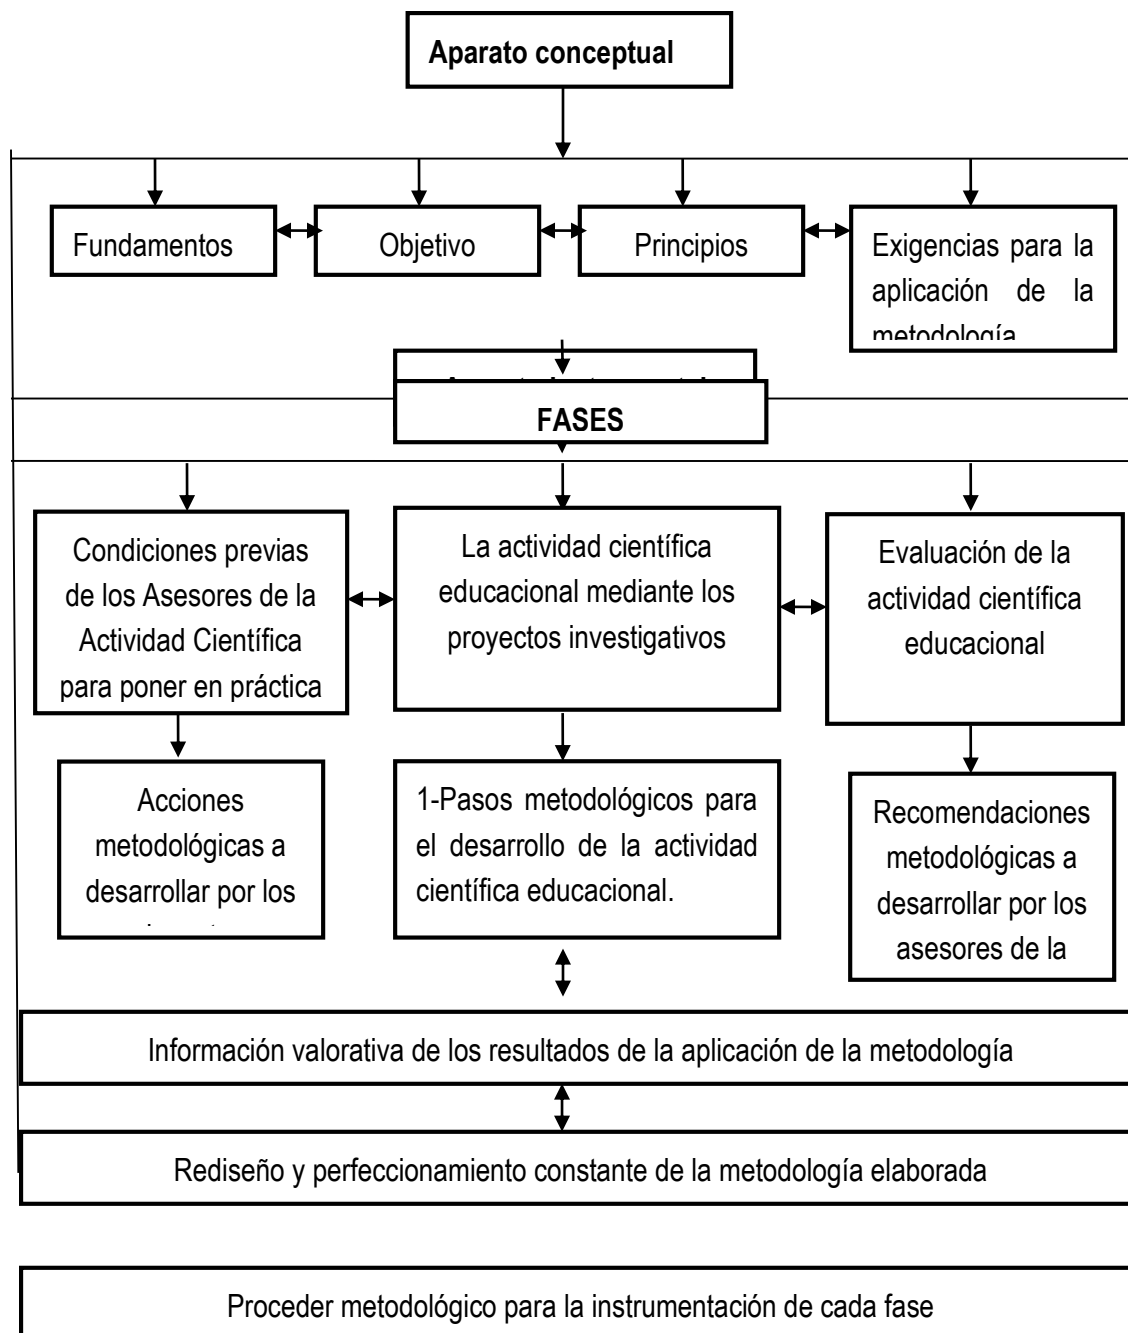 Aparato conceptual
Fundamentos
Objetivo
Principios
Exigencias para la
aplicación de la
metodología
FASES
Condiciones previas
de los Asesores de la
Actividad Científica
para poner en práctica
La actividad científica
educacional mediante los
proyectos investigativos
Evaluación de la
actividad científica
educacional
Acciones
metodológicas a
desarrollar por los
1-Pasos metodológicos para
el desarrollo de la actividad
científica educacional.
Recomendaciones
metodológicas a
desarrollar por los
asesores de la
Información valorativa de los resultados de la aplicación de la metodología
Rediseño y perfeccionamiento constante de la metodología elaborada
Proceder metodológico para la instrumentación de cada fase